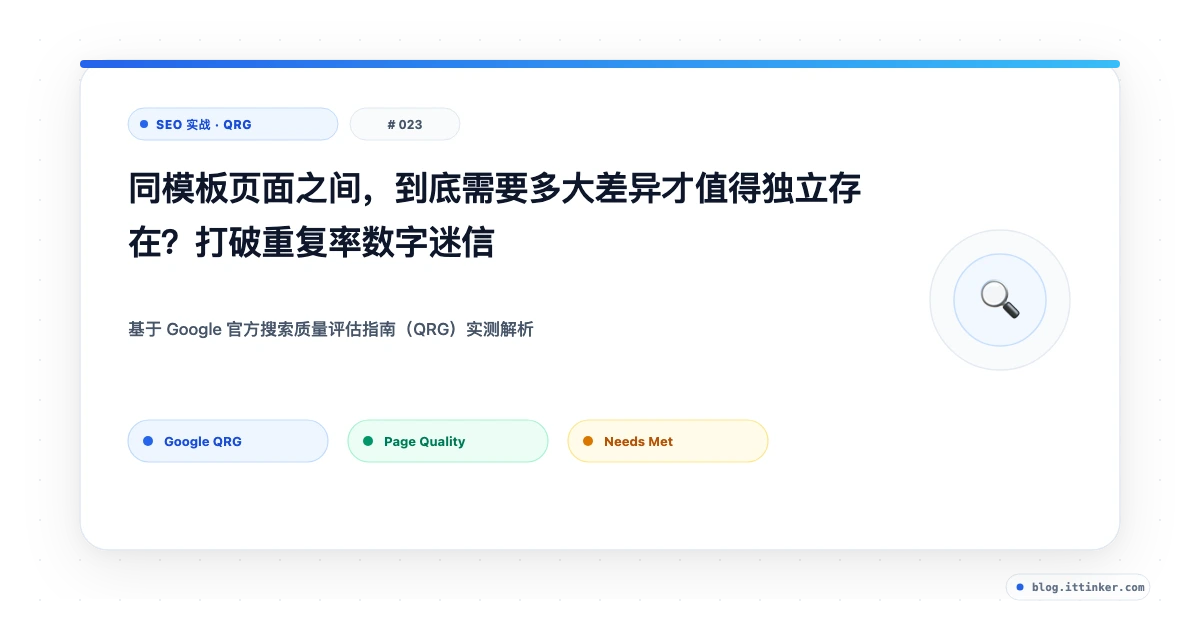 SEO 实战 · QRG
# 023
同模板页面之间，到底需要多大差异才值得独立存
在？打破重复率数字迷信
基于 Google 官方搜索质量评估指南（QRG）实测解析
Google QRG
Page Quality
Needs Met
blog.ittinker.com